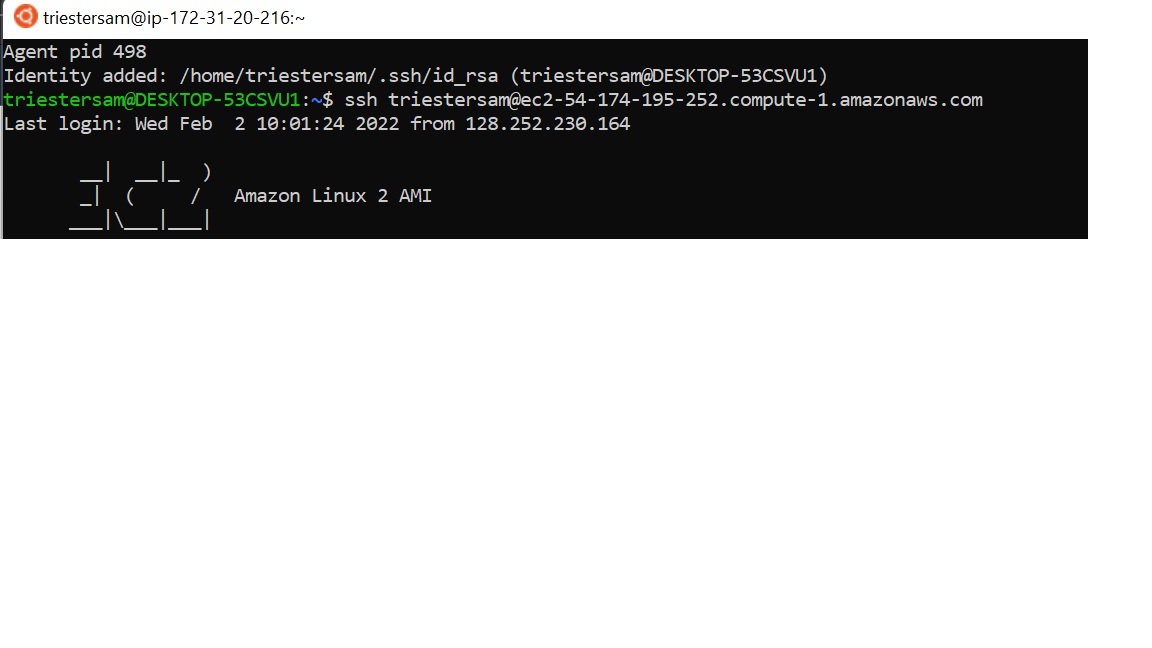 triestersam@ip-172-31-20-216:~
Agent pid 498
Identity added: /home/triestersam/.ssh/id_rsa (triestersam@DESKTOP-53CSVU1)
triestersam@DESKTOP-53CSVU1:~$ ssh triestersam@ec2-54-174-195-252.compute-1.amazonaws.com
Last login: Wed Feb  2 10:01:24 2022 from 128.252.230.164

       __|  __|_  )
       _|  (     /   Amazon Linux 2 AMI
      ___|\___|___|